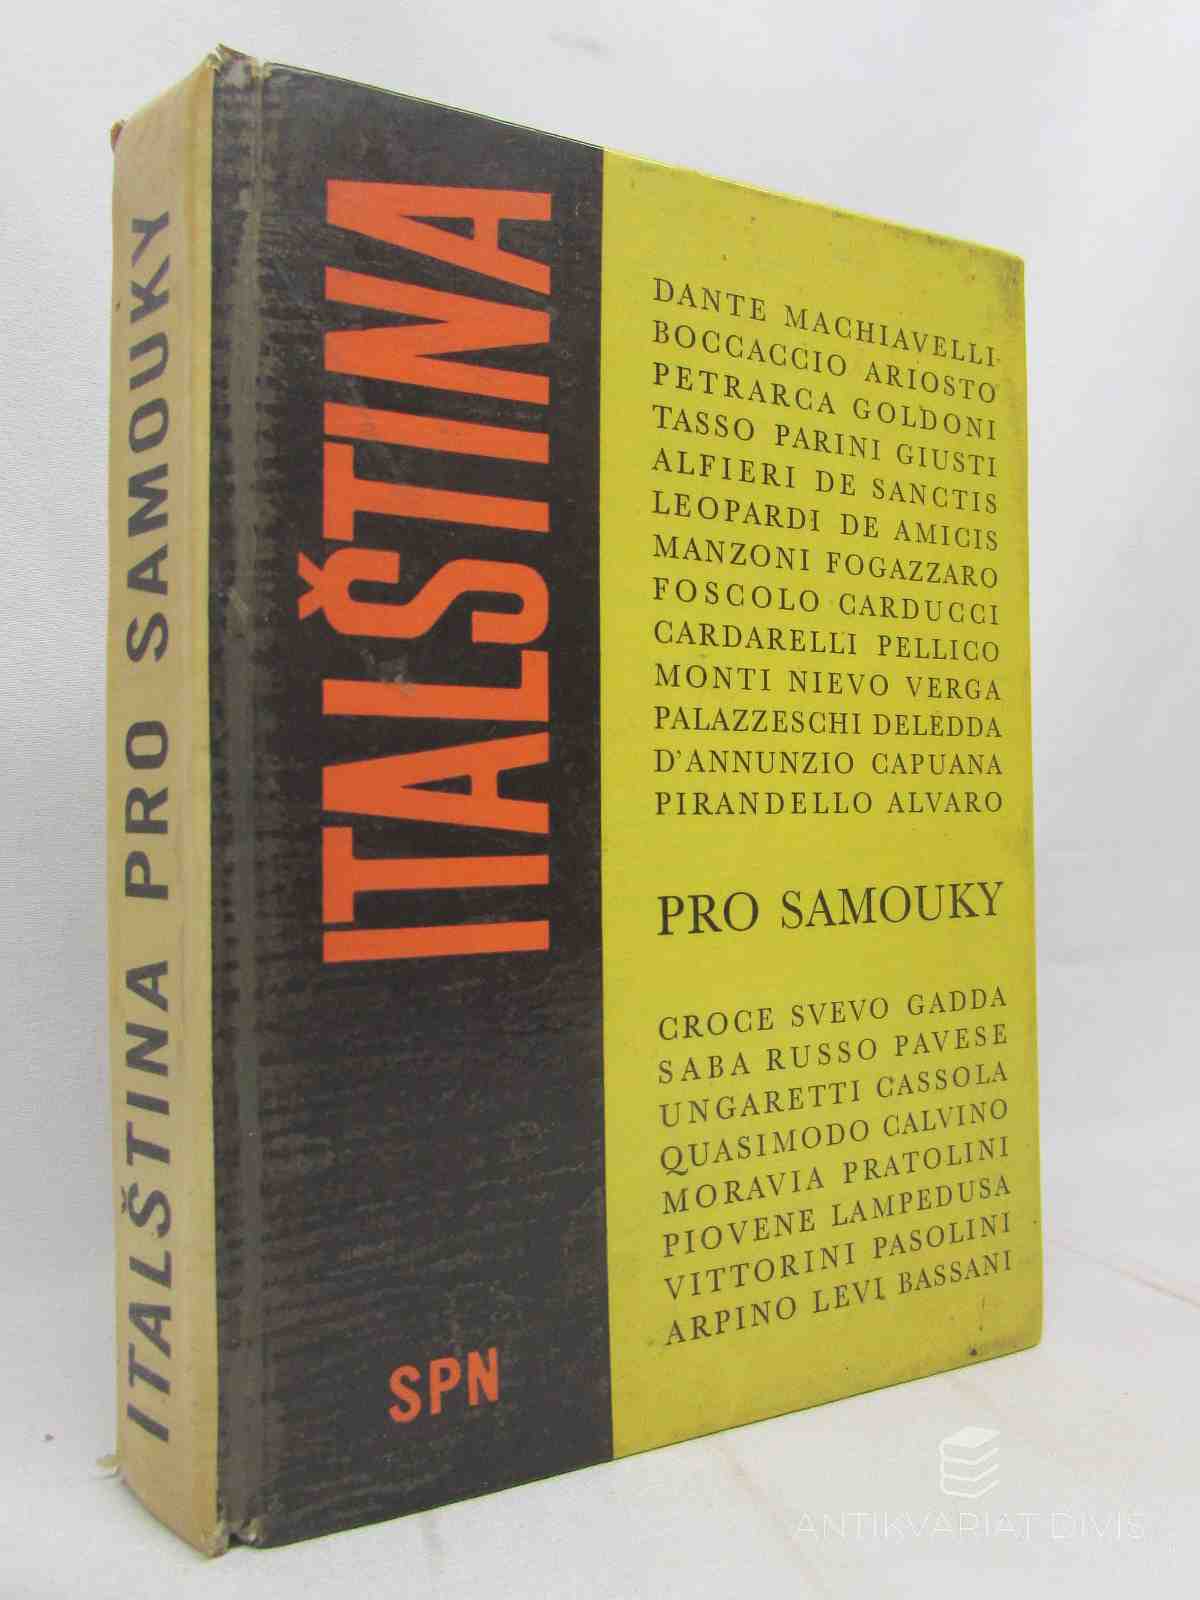 ITALŠTINA PRO SAMOUKY
ITALŠTINA
SPN
DANTE MACHIAVELLI
BOCCACCIO ARIOSTO
PETRARCA GOLDONI
TASSO PARINI GIUSTI
ALFIERI DE SANCTIS
LEOPARDI DE AMICIS
MANZONI FOGAZZARO
FOSCOLO CARDUCCI
CARDARELLI PELLICO
MONTI NIEVO VERGA
PALAZZESCHI DELEDDA
D'ANNUNZIO CAPUANA
PIRANDELLO ALVARO
PRO SAMOUKY
CROCE SVEVO GADDA
SABA RUSSO PAVESE
UNGARETTI CASSOLA
QUASIMODO CALVINO
MORAVIA PRATOLINI
PIOVENE LAMPEDUSA
VITTORINI PASOLINI
ARPINO LEVI BASSANI
ANTIKVARIAT DIVIŠ